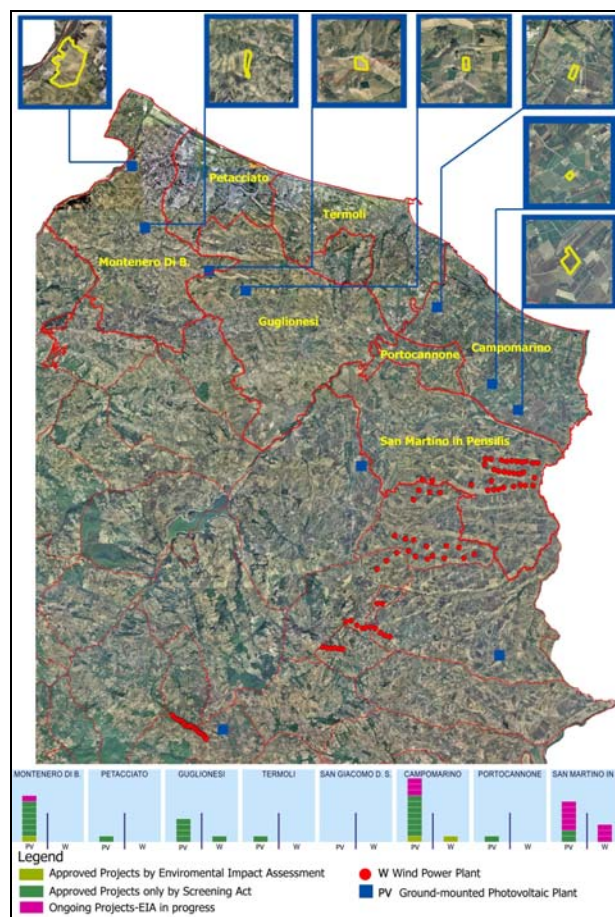 Petacciato
Termoli
Montenero Di B.
Guglionesi
Portocannone
Campomarino
San Martino in Pensilis
MONTENERO DI B.
PETACCIATO
GUGLIONESI
TERMOLI
SAN GIACOMO D. S.
CAMPOMARINO
PORTOCANNONE
SAN MARTINO IN
PV W
PV W
PV W
PV W
PV W
PV W
PV W
PV W
Legend
Approved Projects by Enviromental Impact Assessment
W Wind Power Plant
Approved Projects only by Screening Act
PV Ground-mounted Photovoltaic Plant
Ongoing Projects-EIA in progress